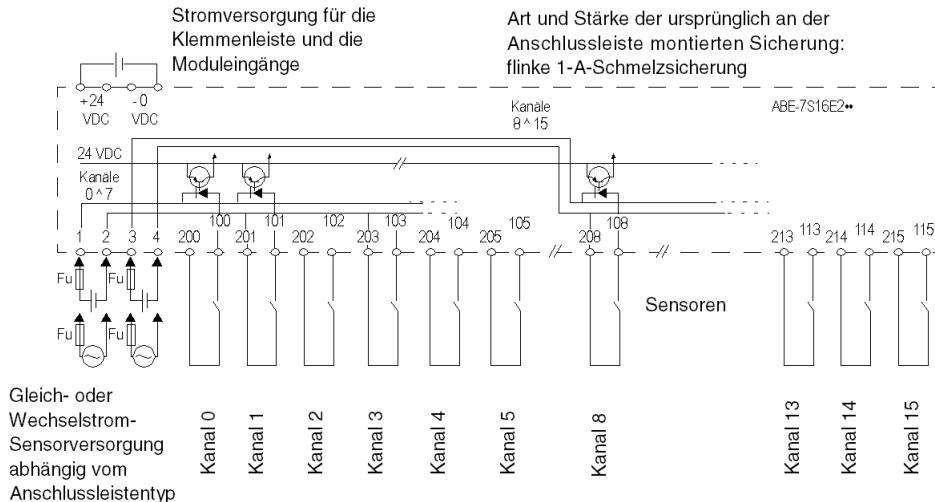 Stromversorgung für die
Klemmenleiste und die
Moduleingänge
Art und Stärke der ursprünglich an der
Anschlussleiste montierten Sicherung:
flinke 1-A-Schmelzsicherung
+24
VDC
-0
VDC
Kanäle
8 ^ 15
ABE-7S16E2••
24 VDC
Kanäle
0 ^ 7
1 2 3 4 200 100 201 101 202 102 203 103 204 104 205 105 208 108 213 113 214 114 215 115
Fu Fu
Fu Fu
Sensoren
Gleich- oder
Wechselstrom-
Sensorversorgung
abhängig vom
Anschlussleistentyp
Kanal 0
Kanal 1
Kanal 2
Kanal 3
Kanal 4
Kanal 5
Kanal 8
Kanal 13
Kanal 14
Kanal 15